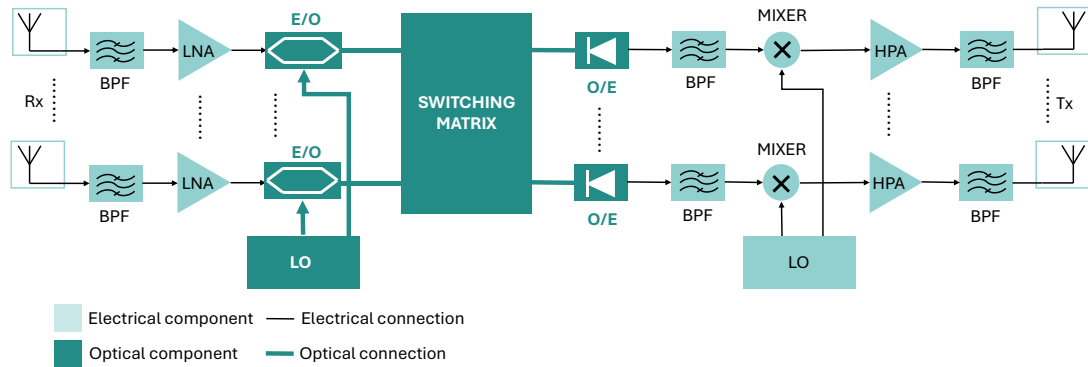 E/O
MIXER
LNA
HPA
BPF
BPF
O/E
BPF
Rx
SWITCHING
MATRIX
Tx
E/O
MIXER
LNA
HPA
BPF
O/E
BPF
BPF
LO
LO
Electrical component
Electrical connection
Optical component
Optical connection